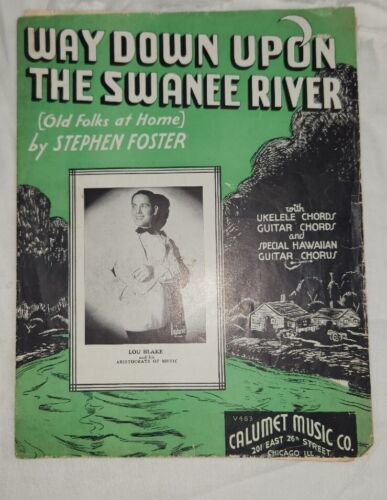 WAY DOWN UPON
THE SWANEE RIVER
(Old Folks at Home)
by STEPHEN FOSTER
with
UKELELE CHORDS
GUITAR CHORDS
and
SPECIAL HAWAIIAN
GUITAR CHORUS
LOU BLAKE
and his
ARISTOCRATS OF MUSIC
V463
CALUMET MUSIC CO.
201 EAST 26th STREET
CHICAGO, ILL.